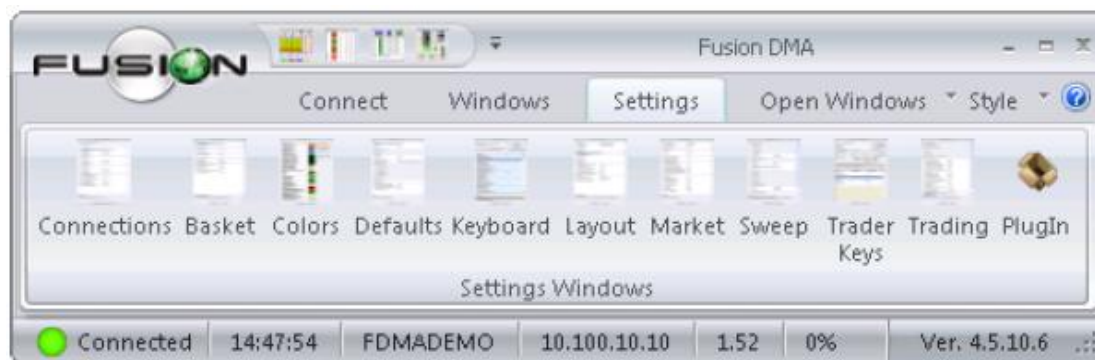 FUSION
Fusion DMA
Connect Windows Settings Open Windows Style
Connections Basket Colors Defaults Keyboard Layout Market Sweep Trader Keys Trading PlugIn
Settings Windows
Connected 14:47:54 FDMADEMO 10.100.10.10 1.52 0% Ver. 4.5.10.6